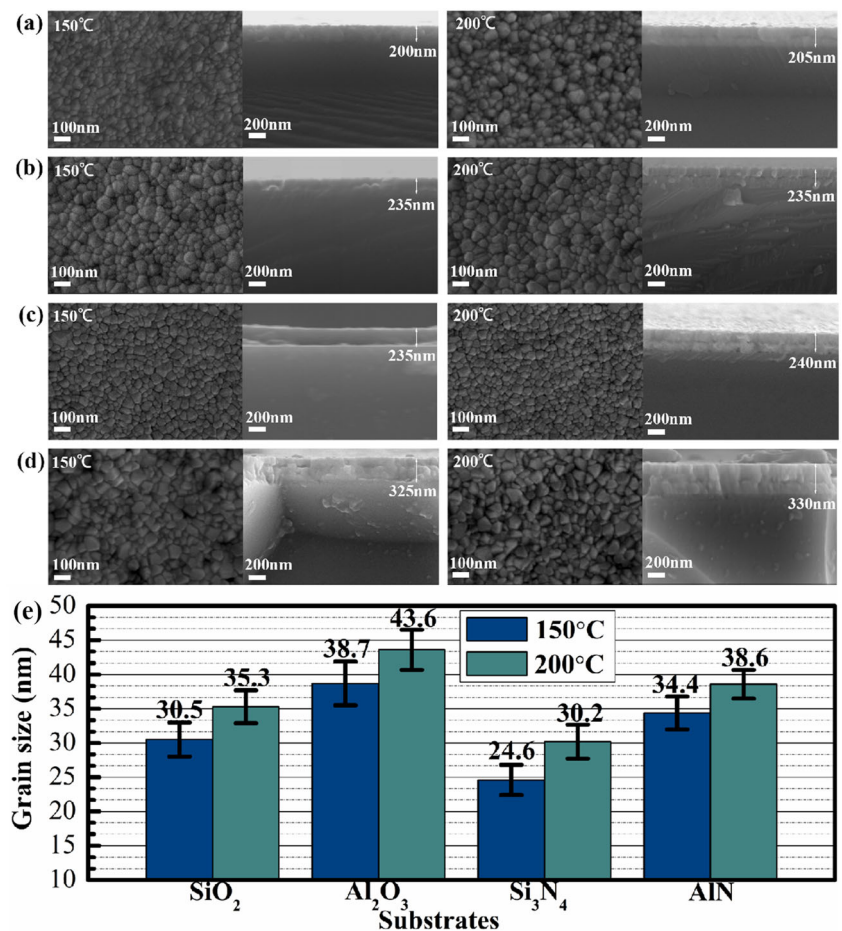 (a) 150℃ 200nm 200℃ 205nm
100nm 200nm 100nm 200nm
(b) 150℃ 235nm 200℃ 235nm
100nm 200nm 100nm 200nm
(c) 150℃ 235nm 200℃ 240nm
100nm 200nm 100nm 200nm
(d) 150℃ 325nm 200℃ 330nm
100nm 200nm 100nm 200nm
(e)
Grain size (nm)
50
45
40
35
30
25
20
15
10
150°C
200°C
30.5 35.3 38.7 43.6 24.6 30.2 34.4 38.6
SiO₂ Al₂O₃ Si₃N₄ AlN
Substrates